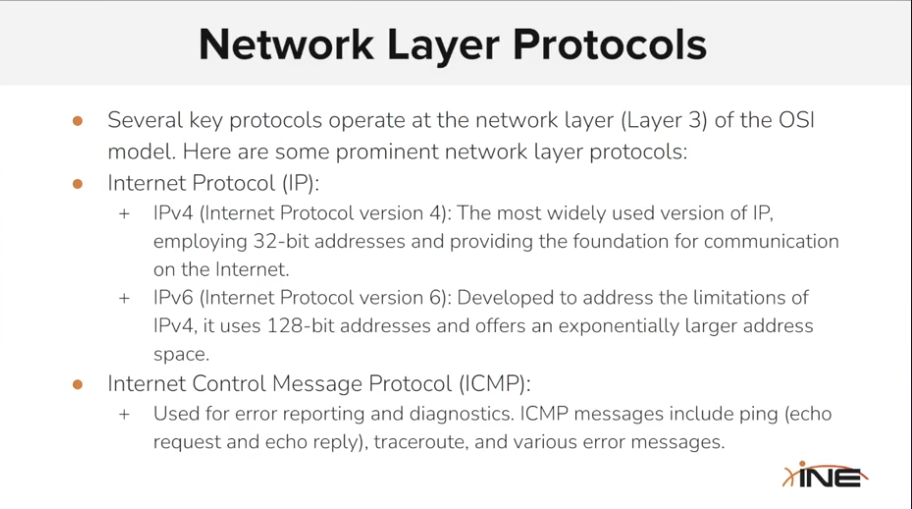 Network Layer Protocols
● Several key protocols operate at the network layer (Layer 3) of the OSI
model. Here are some prominent network layer protocols:
● Internet Protocol (IP):
+ IPv4 (Internet Protocol version 4): The most widely used version of IP,
employing 32-bit addresses and providing the foundation for communication
on the Internet.
+ IPv6 (Internet Protocol version 6): Developed to address the limitations of
IPv4, it uses 128-bit addresses and offers an exponentially larger address
space.
● Internet Control Message Protocol (ICMP):
+ Used for error reporting and diagnostics. ICMP messages include ping (echo
request and echo reply), traceroute, and various error messages.
INE